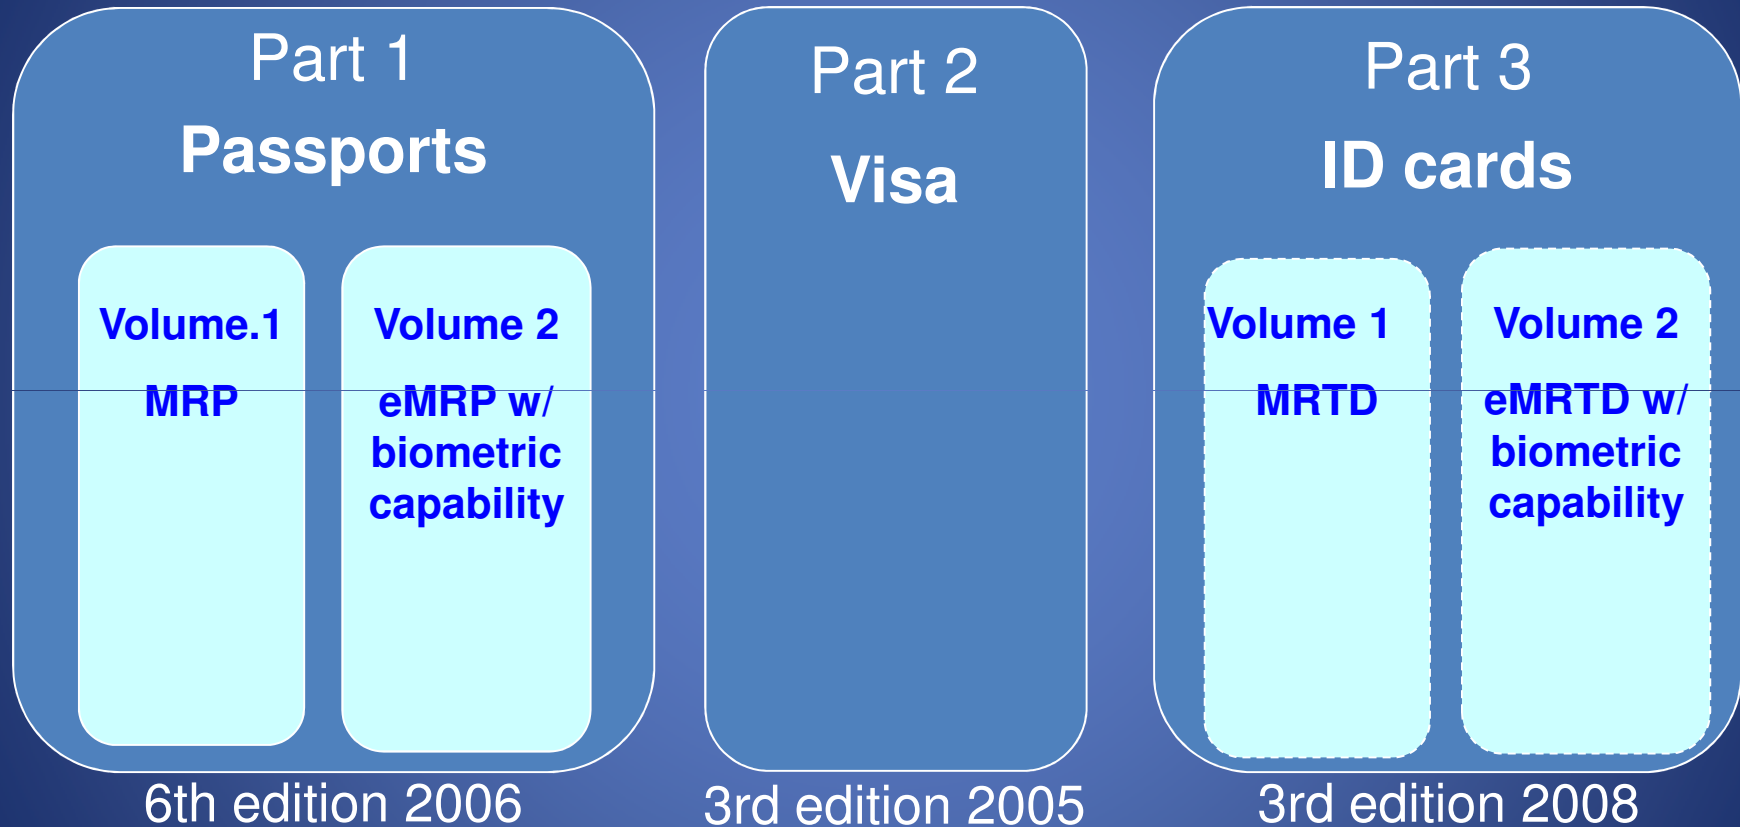 Part 1
Passports
Volume.1
MRP
Volume 2
eMRP w/
biometric
capability
6th edition 2006
Part 2
Visa
3rd edition 2005
Part 3
ID cards
Volume 1
MRTD
Volume 2
eMRTD w/
biometric
capability
3rd edition 2008